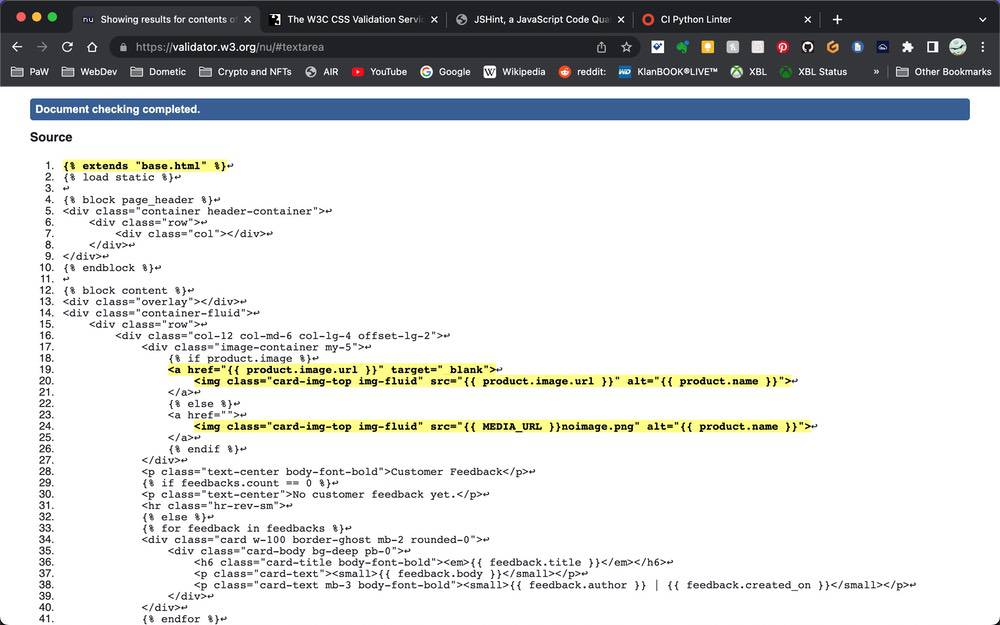 Showing results for contents of
The W3C CSS Validation Servic
JSHint, a JavaScript Code Qua
CI Python Linter
https://validator.w3.org/nu/#textarea
PaW WebDev Dometic Crypto and NFTs AIR YouTube Google Wikipedia reddit: KlanBOOK®LIVE™ XBL XBL Status » Other Bookmarks
Document checking completed.
Source
1. {% extends "base.html" %}↩
2. {% load static %}↩
3. ↩
4. {% block page_header %}↩
5. <div class="container header-container">↩
6. <div class="row">↩
7. <div class="col"></div>↩
8. </div>↩
9. </div>↩
10. {% endblock %}↩
11. ↩
12. {% block content %}↩
13. <div class="overlay"></div>↩
14. <div class="container-fluid">↩
15. <div class="row">↩
16. <div class="col-12 col-md-6 col-lg-4 offset-lg-2">↩
17. <div class="image-container my-5">↩
18. {% if product.image %}↩
19. <a href="{{ product.image.url }}" target=" blank">↩
20. <img class="card-img-top img-fluid" src="{{ product.image.url }}" alt="{{ product.name }}">↩
21. </a>↩
22. {% else %}↩
23. <a href="">↩
24. <img class="card-img-top img-fluid" src="{{ MEDIA_URL }}noimage.png" alt="{{ product.name }}">↩
25. </a>↩
26. {% endif %}↩
27. </div>↩
28. <p class="text-center body-font-bold">Customer Feedback</p>↩
29. {% if feedbacks.count == 0 %}↩
30. <p class="text-center">No customer feedback yet.</p>↩
31. <hr class="hr-rev-sm">↩
32. {% else %}↩
33. {% for feedback in feedbacks %}↩
34. <div class="card w-100 border-ghost mb-2 rounded-0">↩
35. <div class="card-body bg-deep pb-0">↩
36. <h6 class="card-title body-font-bold"><em>{{ feedback.title }}</em></h6>↩
37. <p class="card-text"><small>{{ feedback.body }}</small></p>↩
38. <p class="card-text mb-3 body-font-bold"><small>{{ feedback.author }} | {{ feedback.created_on }}</small></p>↩
39. </div>↩
40. </div>↩
41. {% endfor %}↩